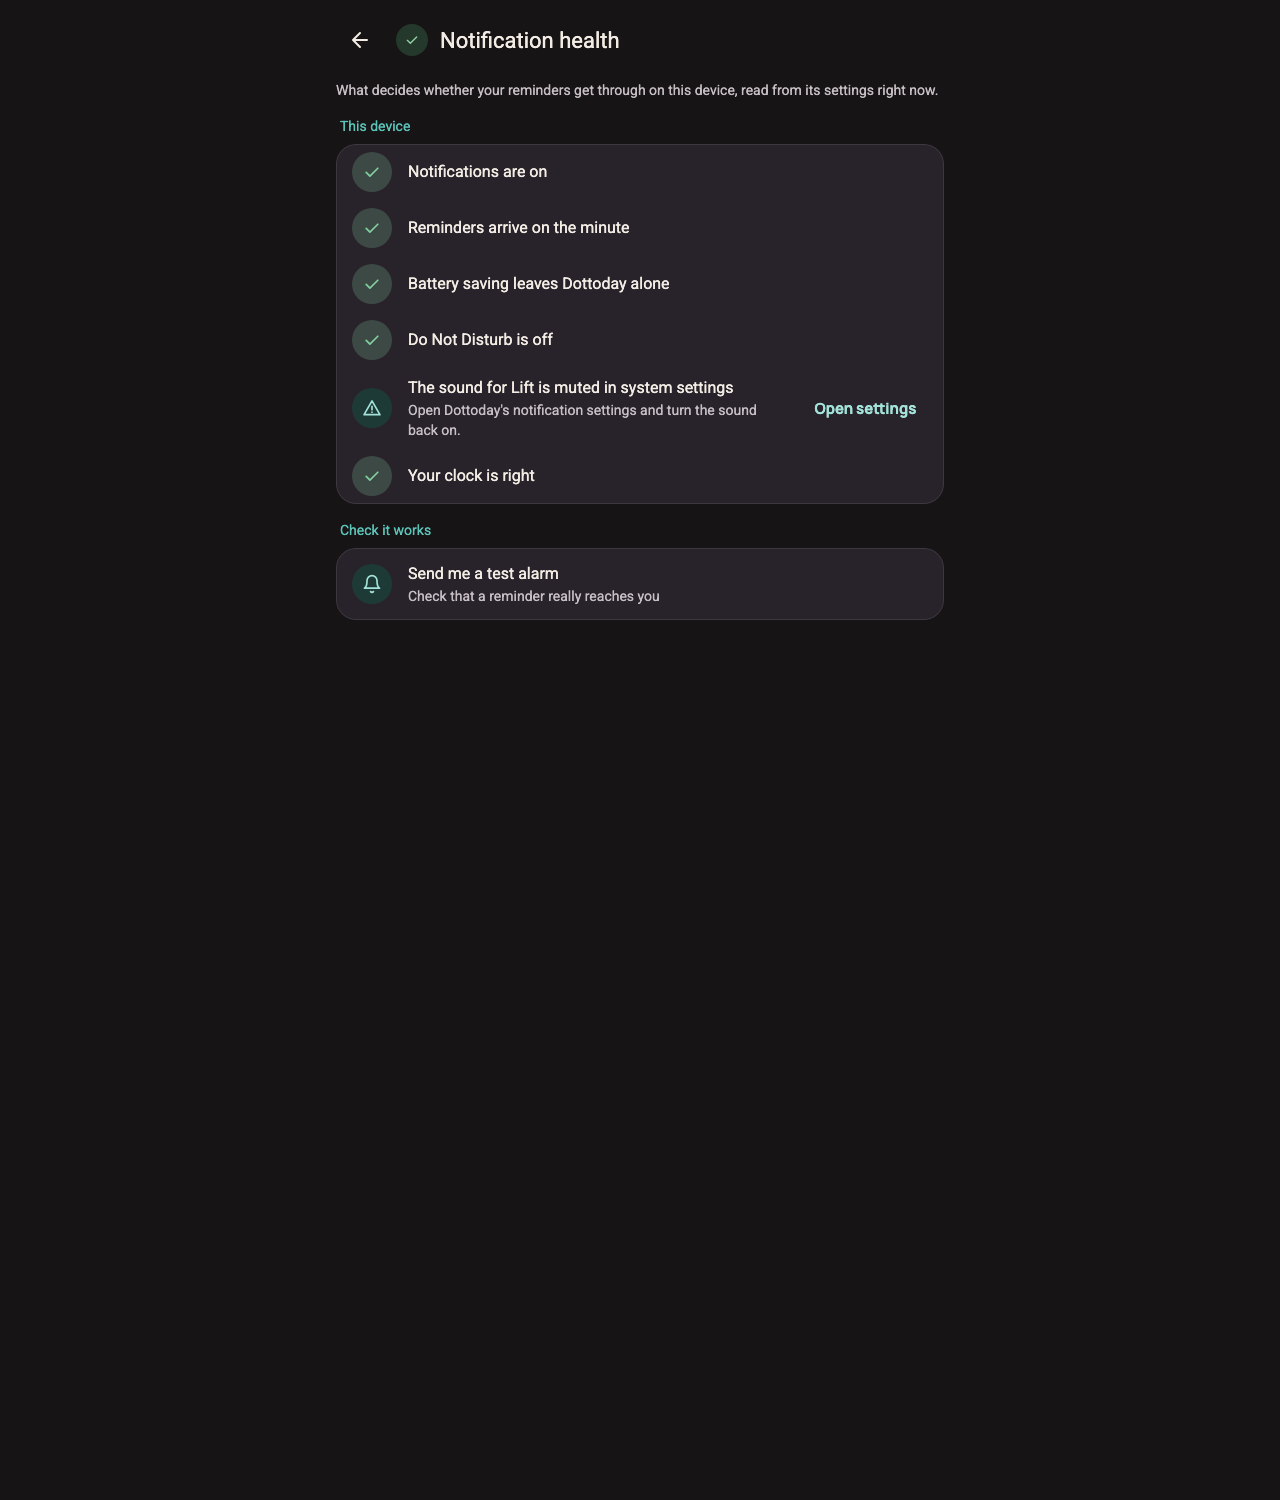 Notification health
What decides whether your reminders get through on this device, read from its settings right now.
This device
Notifications are on
Reminders arrive on the minute
Battery saving leaves Dottoday alone
Do Not Disturb is off
The sound for Lift is muted in system settings
Open Dottoday's notification settings and turn the sound
back on.
Open settings
Your clock is right
Check it works
Send me a test alarm
Check that a reminder really reaches you